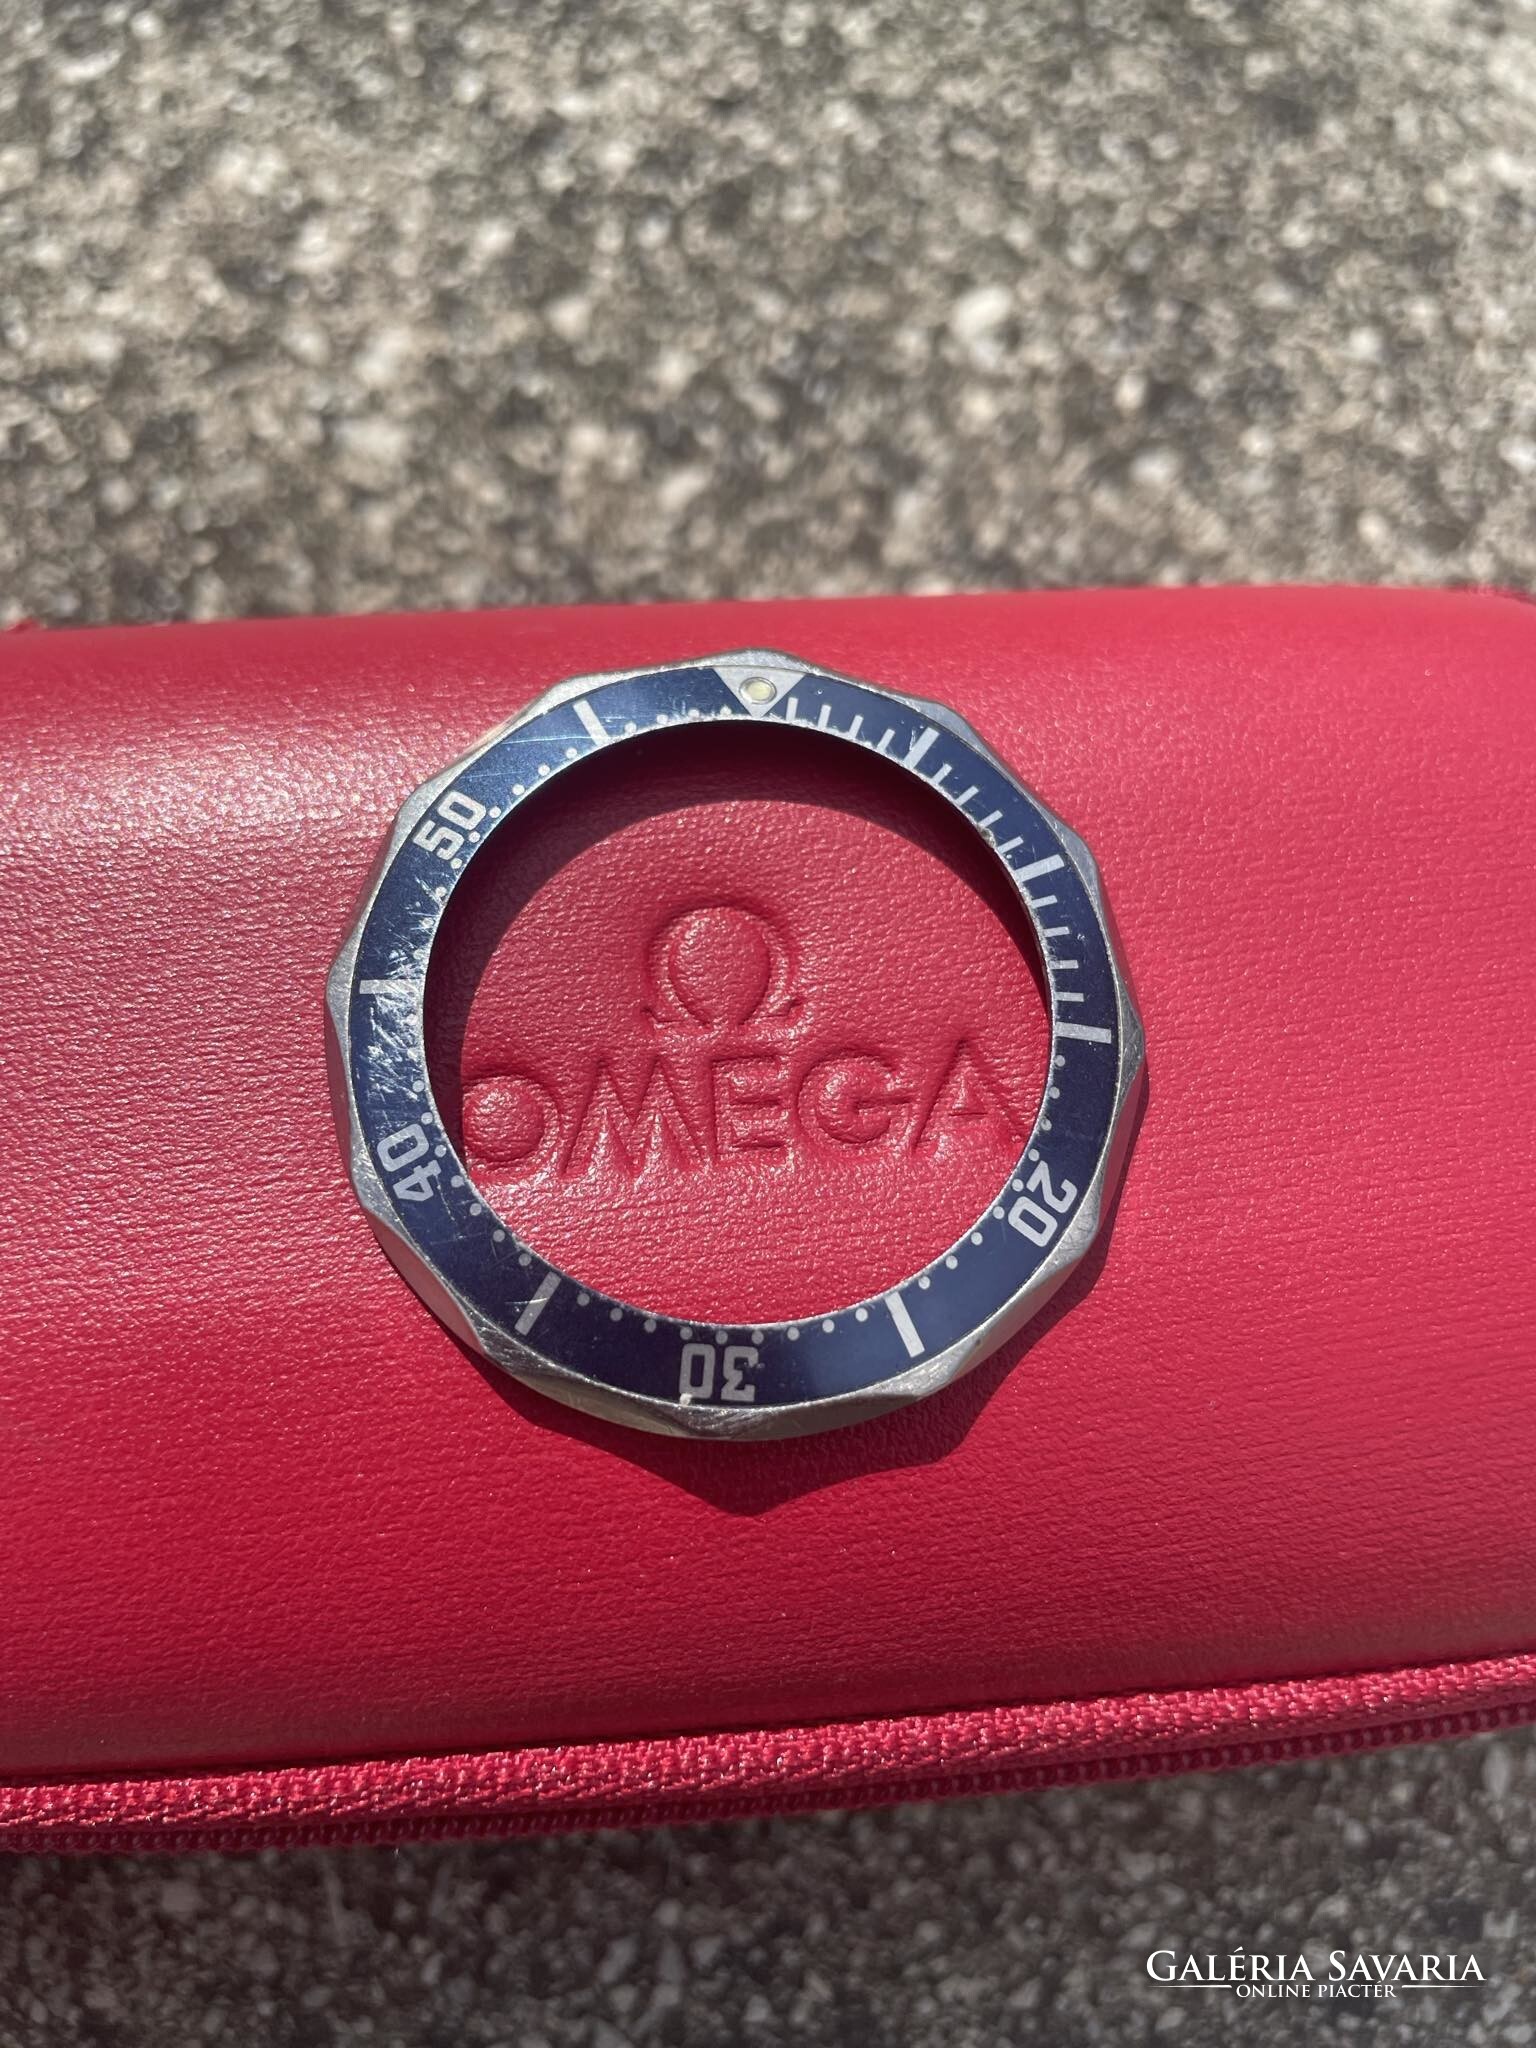 50
40
30
20
Ω
OMEGA
GALÉRIA SAVARIA
ONLINE PIACTÉR